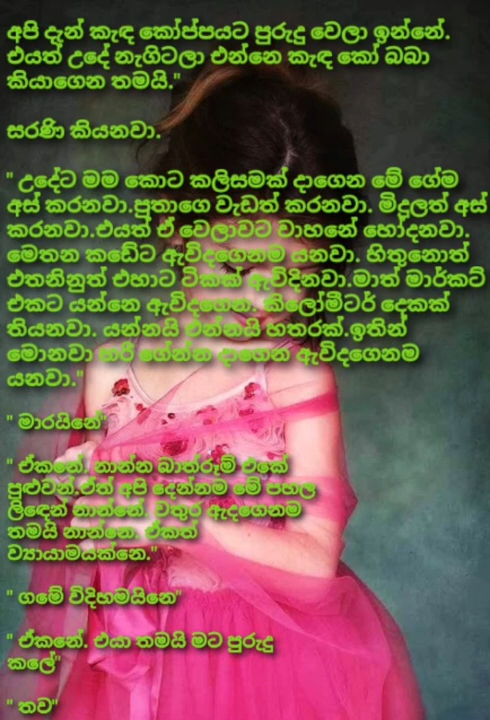 අපි දැන් කැඳ කෝප්පයට පුරුදු වෙලා ඉන්නේ.
එයත් උදේ නැගිටලා එන්නෙ කැඳ කෝ බබා
කියාගෙන තමයි."
සරණි කියනවා.
" උදේට මම කොට කලිසමක් දාගෙන මේ ගේම
අස් කරනවා.පුතාගෙ වැඩත් කරනවා. මිදුලත් අස්
කරනවා.එයත් ඒ වෙලාවට වාහනේ හෝදනවා.
මෙතන කඩේට ඇවිදගෙනම යනවා. හිතුනොත්
එතනිනුත් එහාට ටිකක් ඇවිදිනවා.මාත් මාර්කට්
එකට යන්නෙ ඇවිදගෙන. කිලෝමීටර් දෙකක්
තියනවා. යන්නයි එන්නයි හතරක්.ඉතින්
මොනවා හරි ගේන්න දාගෙන ඇවිදගෙනම
යනවා."
" මාරයිනේ"
" ඒකනේ. නාන්න බාත්රූම් එකේ
පුළුවන්.ඒත් අපි දෙන්නම මේ පහල
ලිඳෙන් නාන්නේ. වතුර ඇදගෙනම
තමයි නාන්නෙ. ඒකත්
ව්‍යායාමයක්නෙ."
" ගමේ විදිහමයිනෙ"
" ඒකනේ. එයා තමයි මට පුරුදු
කලේ"
" තව"